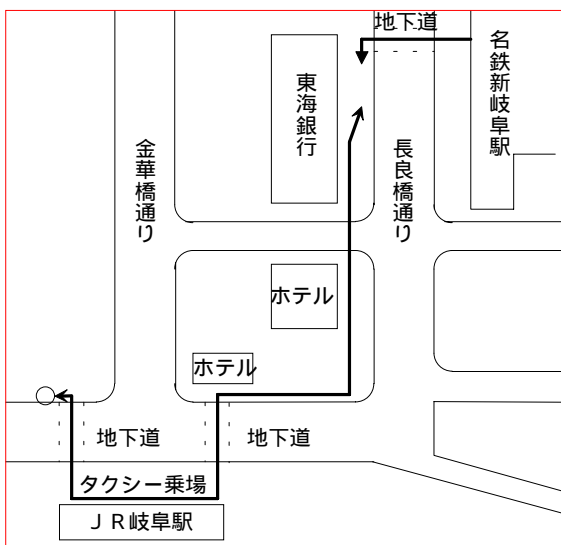 地下道
名鉄新岐阜駅
東海銀行
金華橋通り
長良橋通り
ホテル
ホテル
地下道
地下道
タクシー乗場
ＪＲ岐阜駅